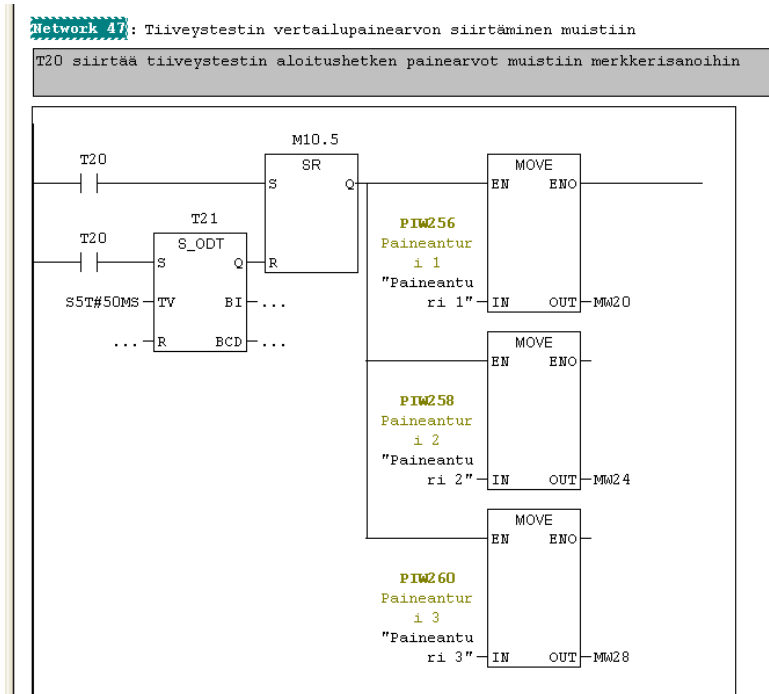 Network 47: Tiiveystestin vertailupainearvon siirtäminen muistiin
T20 siirtää tiiveystestin aloitushetken painearvot muistiin merkkerisanoihin
M10.5
T20
SR
MOVE
S
Q
EN
ENO
T21
PIW256
T20
S_ODT
Paineantur
i 1
S
Q
R
"Paineantu
S5T#50MS
TV
BI
...
ri 1"
IN
OUT
MW20
...
R
BCD
...
MOVE
EN
ENO
PIW258
Paineantur
i 2
"Paineantu
ri 2"
IN
OUT
MW24
MOVE
EN
ENO
PIW260
Paineantur
i 3
"Paineantu
ri 3"
IN
OUT
MW28